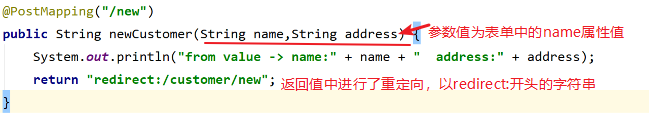 @PostMapping("/new")
public String newCustomer(String name,String address) { 参数值为表单中的name属性值
System.out.println("from value -> name:" + name + "  address:" + address);
return "redirect:/customer/new"; 返回值中进行了重定向，以redirect:开头的字符串
}